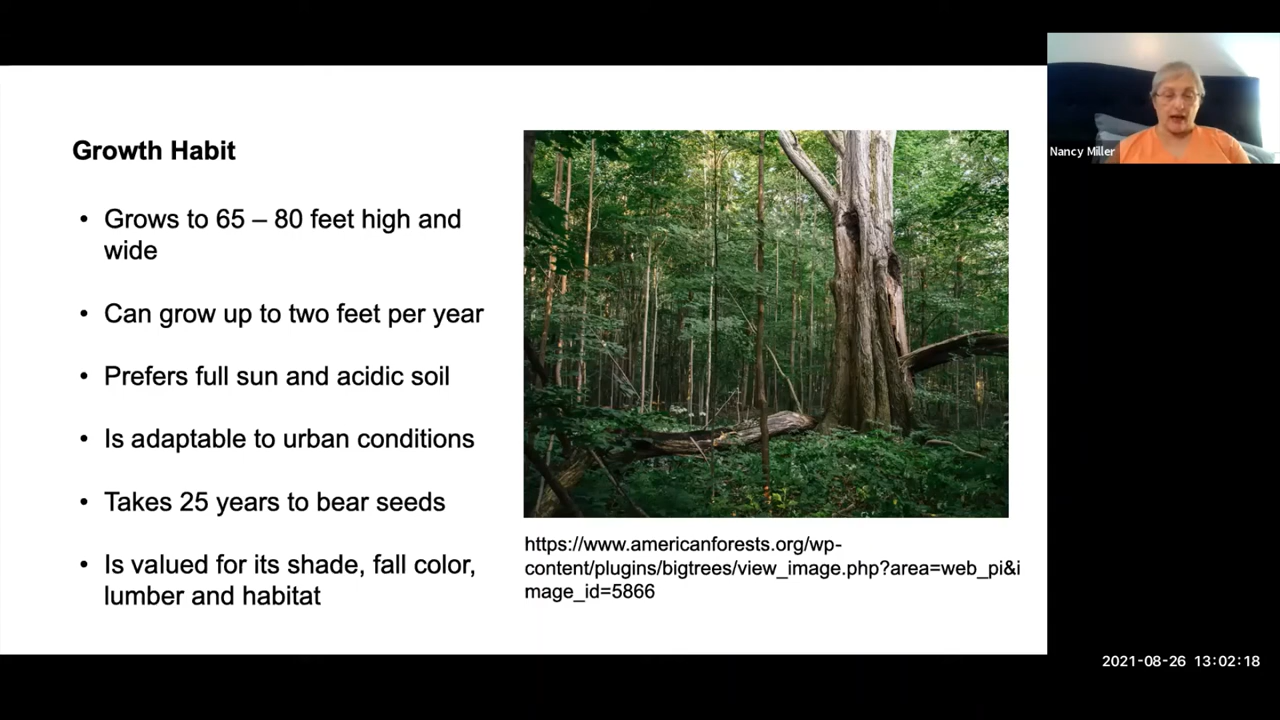 Growth Habit
• Grows to 65 – 80 feet high and
wide
• Can grow up to two feet per year
• Prefers full sun and acidic soil
• Is adaptable to urban conditions
• Takes 25 years to bear seeds
• Is valued for its shade, fall color,
lumber and habitat
https://www.americanforests.org/wp-
content/plugins/bigtrees/view_image.php?area=web_pi&i
mage_id=5866
Nancy Miller
2021-08-26 13:02:18